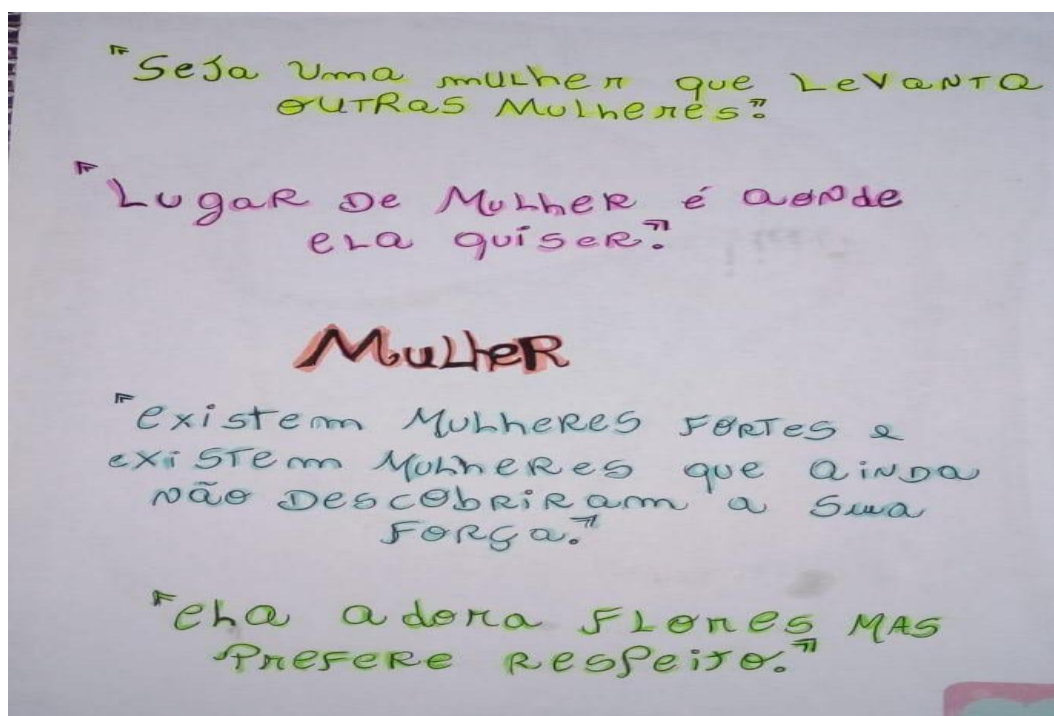 "Seja uma mulher que levanta
outras mulheres".
"Lugar de mulher é aonde
ela quiser".
Mulher
"existem mulheres fortes e
existem mulheres que ainda
não descobriram a sua
força."
"ela adora flores mas
prefere respeito."